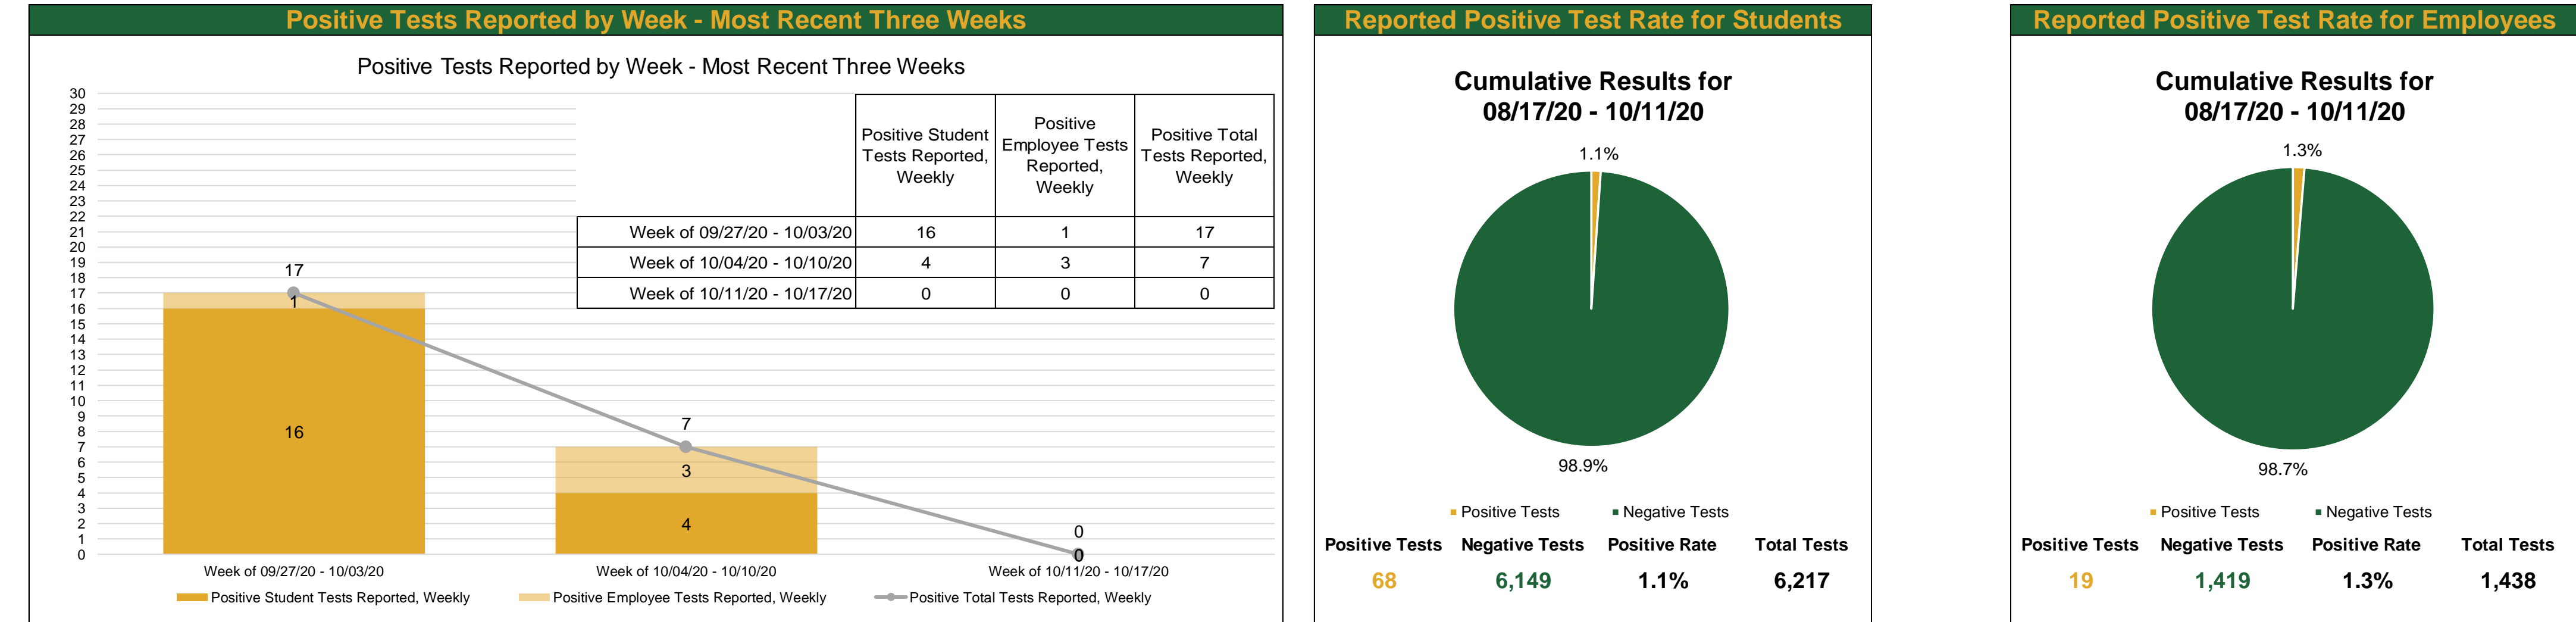 Positive Tests Reported by Week - Most Recent Three Weeks
Positive Tests Reported by Week - Most Recent Three Weeks
30
29
28
27
26
25
24
23
22
21
20
19
18
17
16
15
14
13
12
11
10
9
8
7
6
5
4
3
2
1
0
17
1
16
7
3
4
0
0
Positive Student
Tests Reported,
Weekly
Positive
Employee Tests
Reported,
Weekly
Positive Total
Tests Reported,
Weekly
Week of 09/27/20 - 10/03/20 16 1 17
Week of 10/04/20 - 10/10/20 4 3 7
Week of 10/11/20 - 10/17/20 0 0 0
Week of 09/27/20 - 10/03/20 Week of 10/04/20 - 10/10/20 Week of 10/11/20 - 10/17/20
Positive Student Tests Reported, Weekly Positive Employee Tests Reported, Weekly Positive Total Tests Reported, Weekly
Reported Positive Test Rate for Students
Cumulative Results for
08/17/20 - 10/11/20
1.1%
98.9%
Positive Tests Negative Tests
Positive Tests Negative Tests Positive Rate Total Tests
68 6,149 1.1% 6,217
Reported Positive Test Rate for Employees
Cumulative Results for
08/17/20 - 10/11/20
1.3%
98.7%
Positive Tests Negative Tests
Positive Tests Negative Tests Positive Rate Total Tests
19 1,419 1.3% 1,438